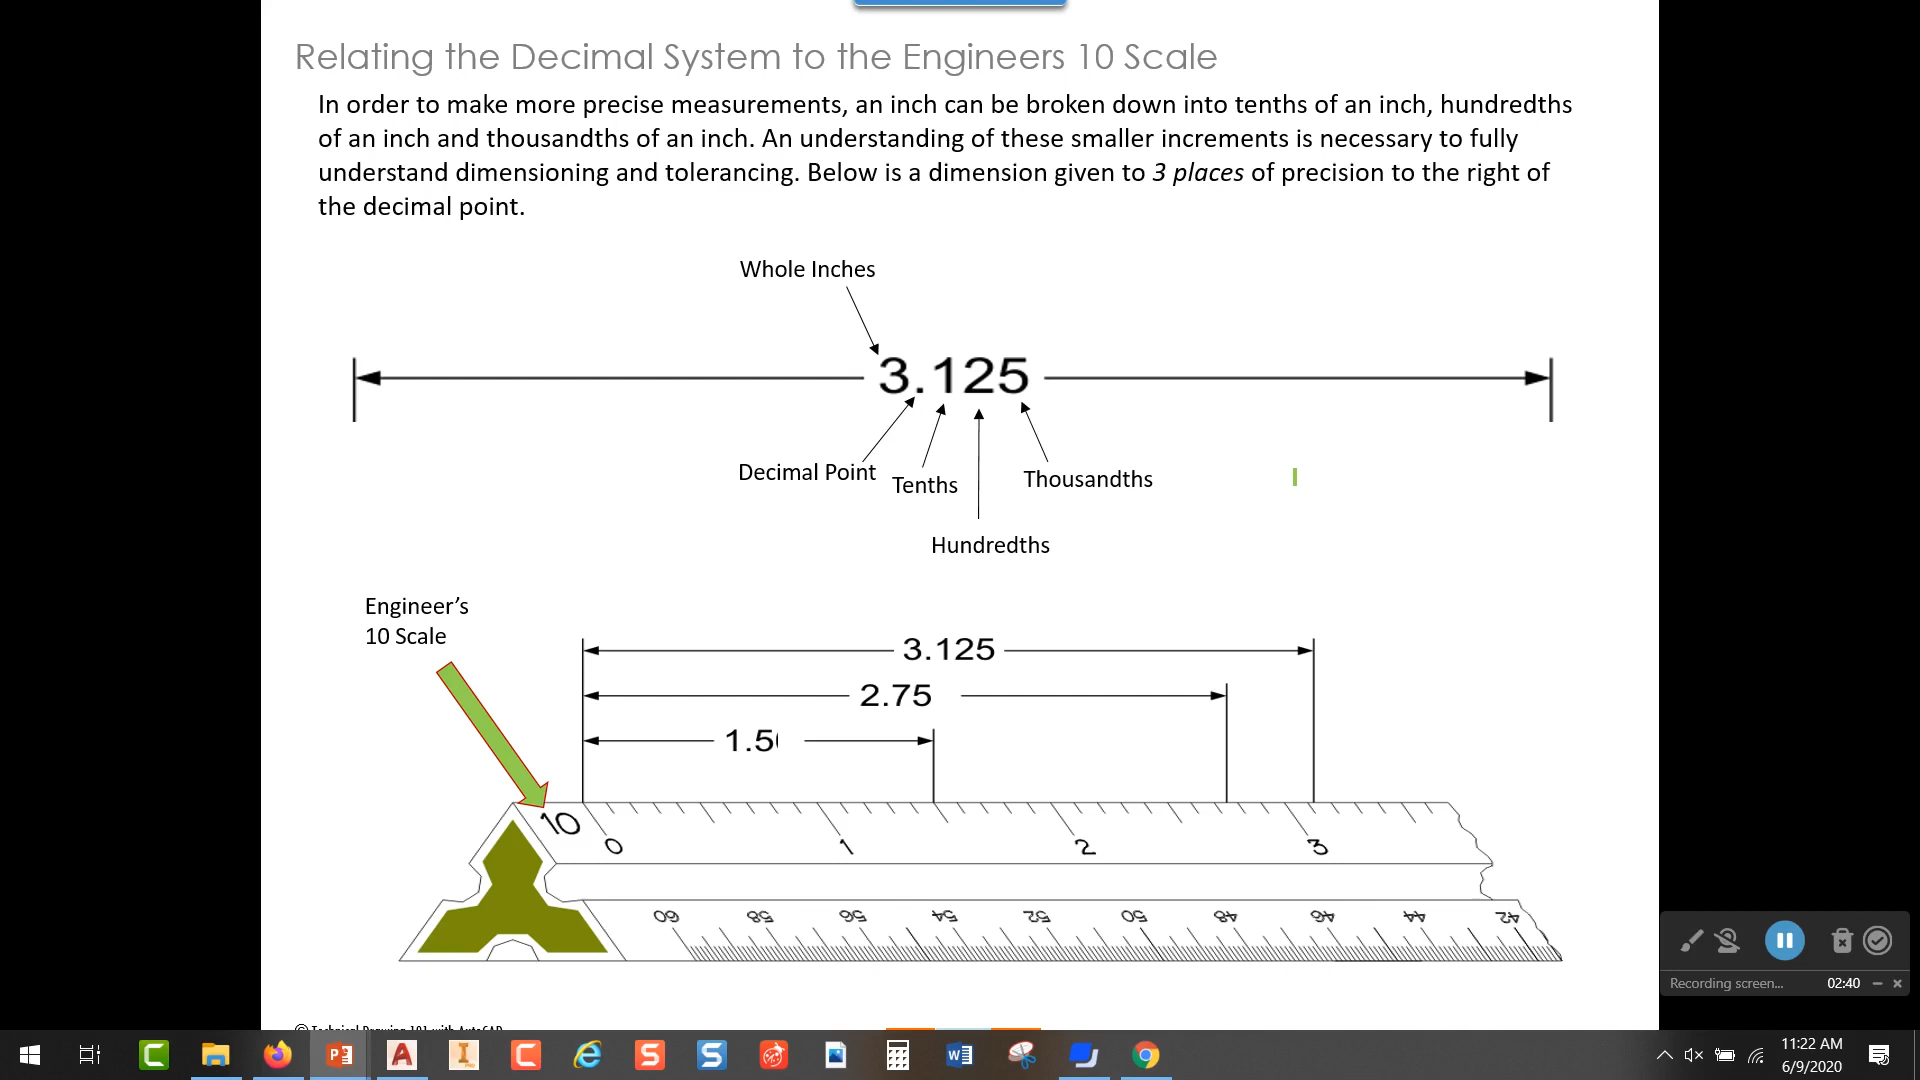 Relating the Decimal System to the Engineers 10 Scale
In order to make more precise measurements, an inch can be broken down into tenths of an inch, hundredths
of an inch and thousandths of an inch. An understanding of these smaller increments is necessary to fully
understand dimensioning and tolerancing. Below is a dimension given to 3 places of precision to the right of
the decimal point.
Whole Inches
3.125
Decimal Point
Tenths
Thousandths
Hundredths
Engineer’s
10 Scale
3.125
2.75
1.5
10
0 1 2 3
60 58 56 54 52 50 48 46 44 42
Recording screen... 02:40
11:22 AM
6/9/2020